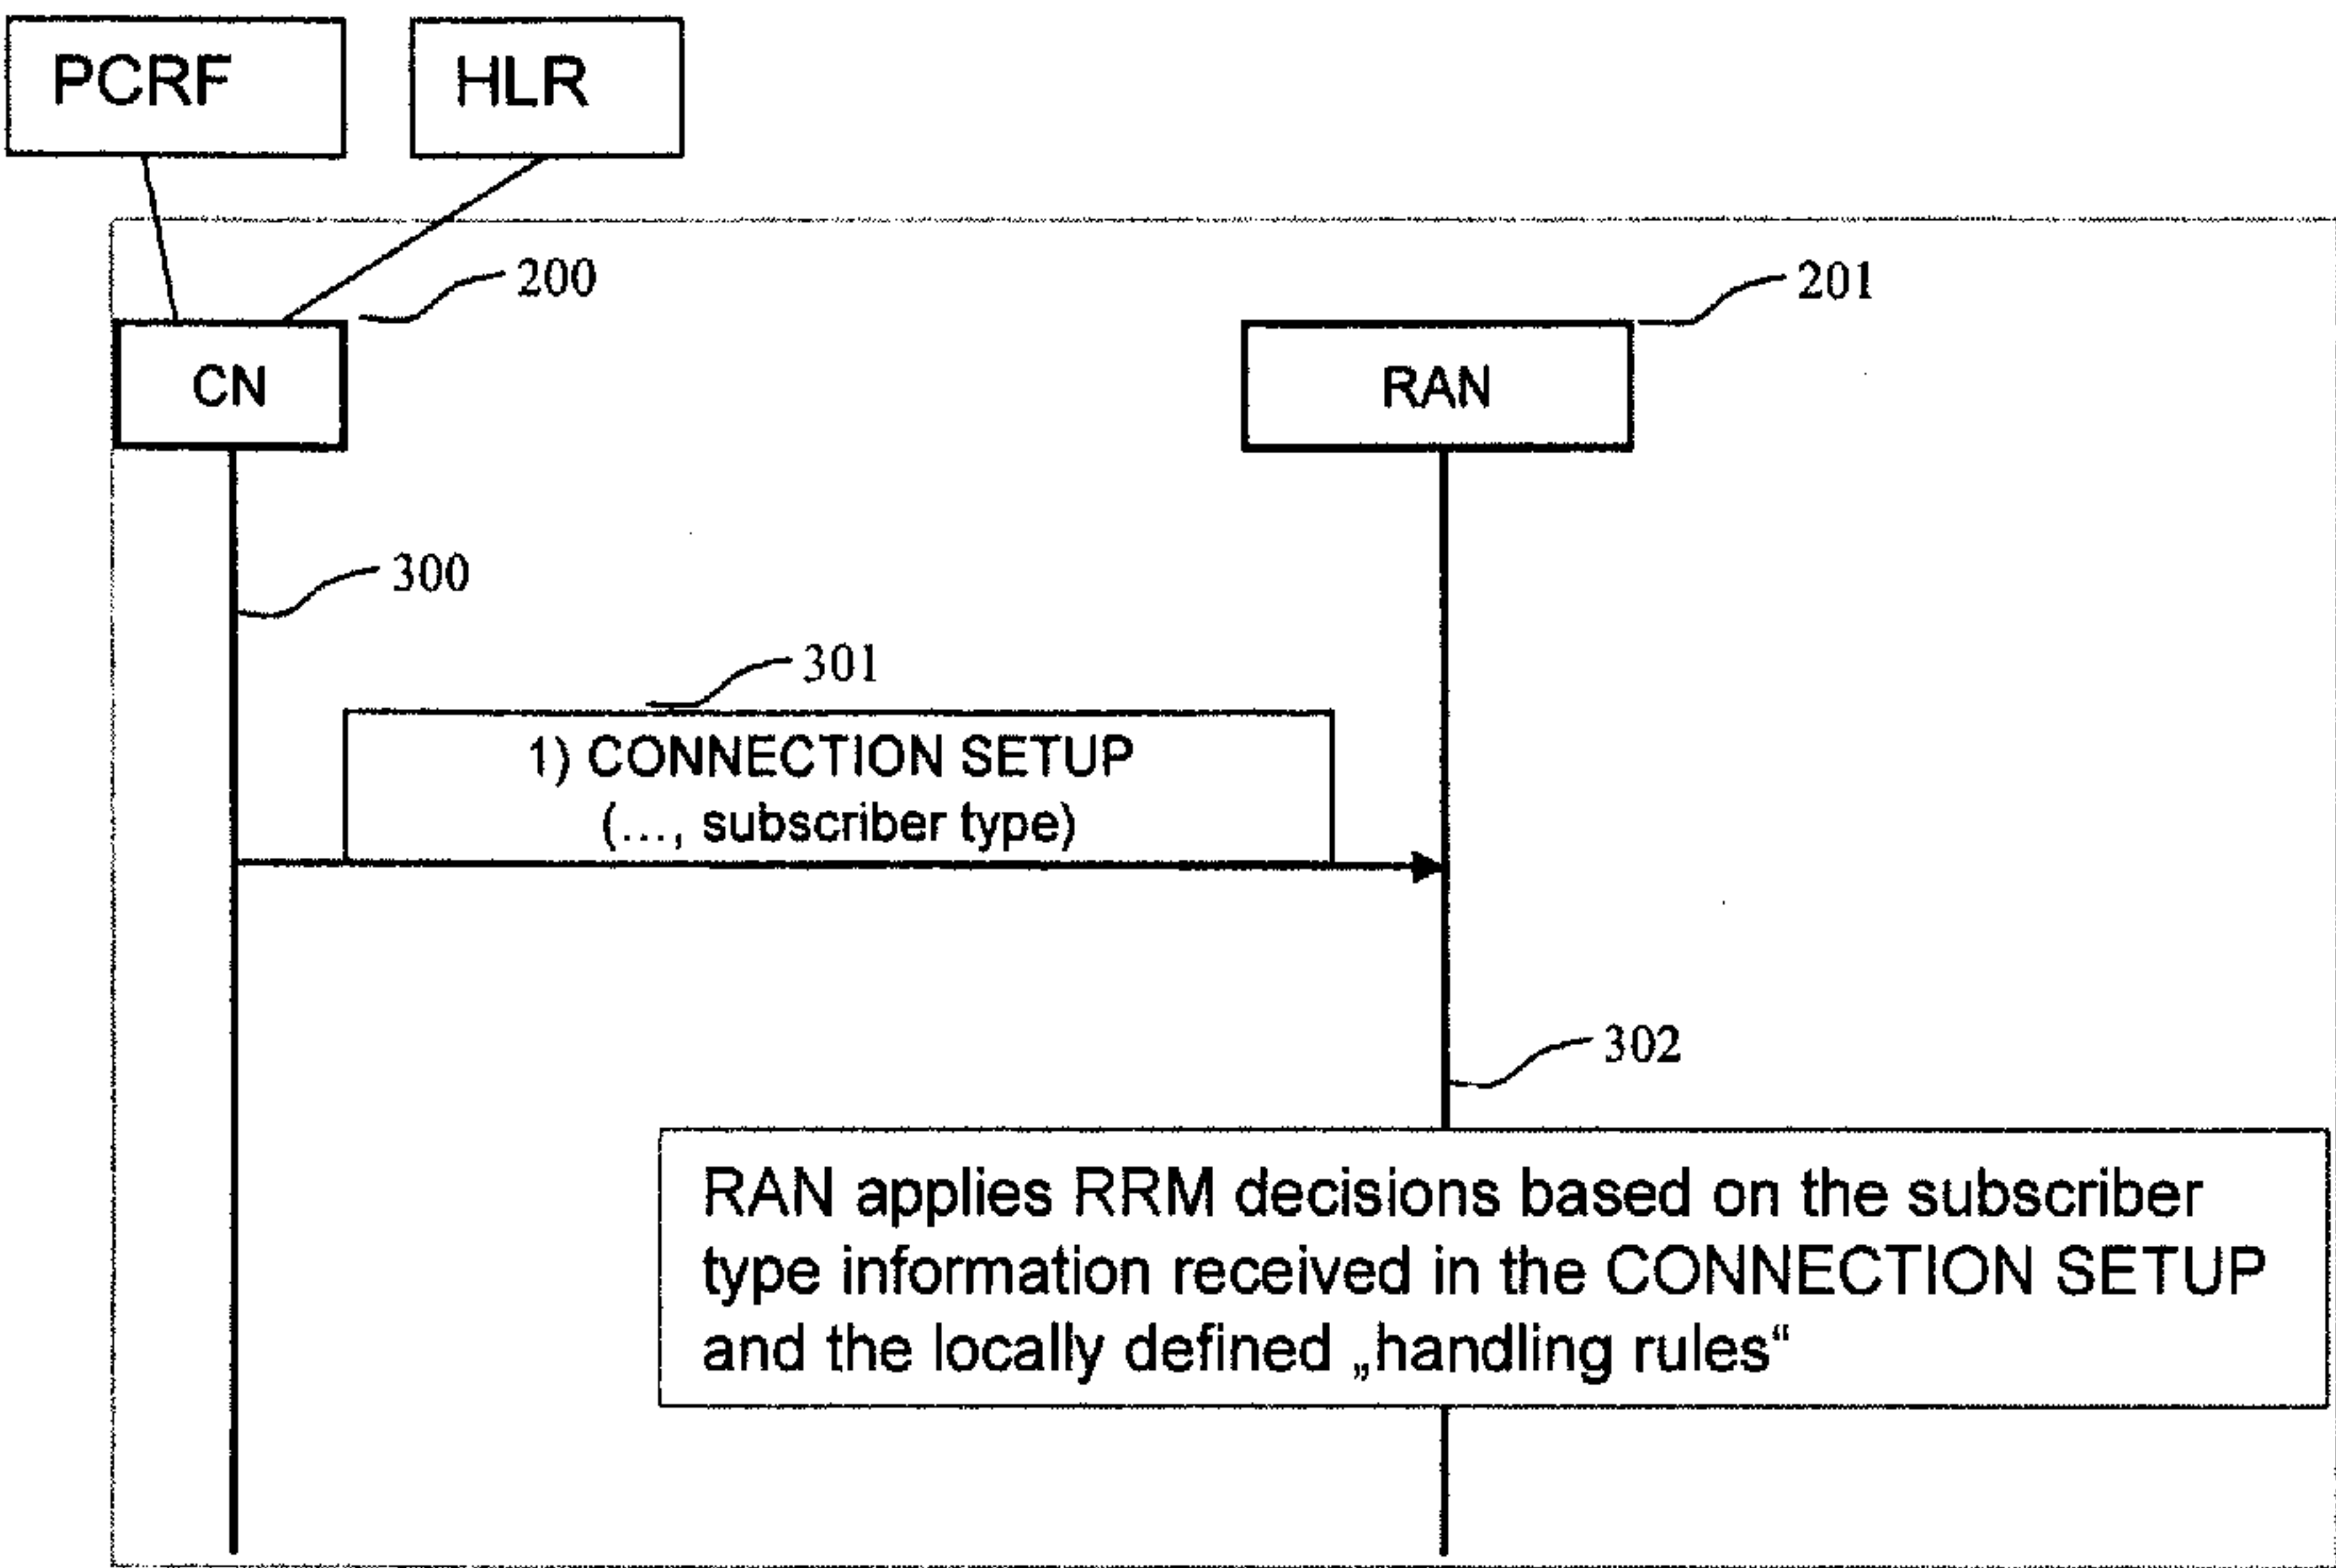 PCRF
HLR
200
201
CN
RAN
300
301
1) CONNECTION SETUP
(..., subscriber type)
302
RAN applies RRM decisions based on the subscriber
type information received in the CONNECTION SETUP
and the locally defined „handling rules“